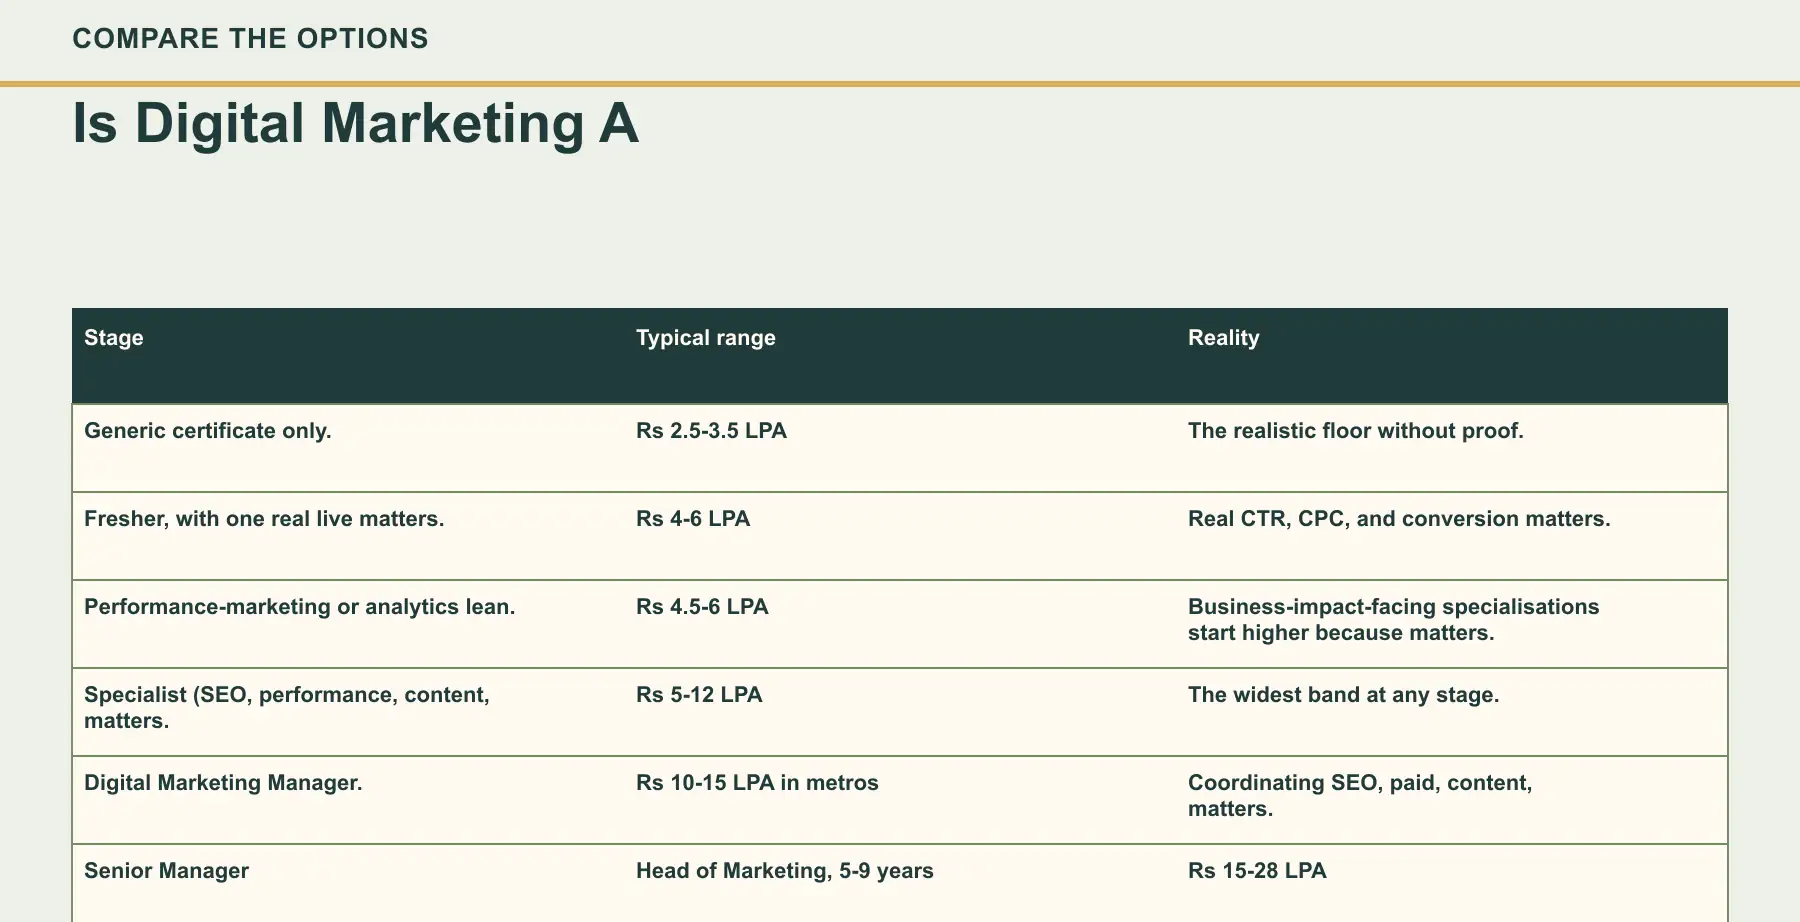 COMPARE THE OPTIONS
Is Digital Marketing A
Stage Typical range Reality
Generic certificate only. Rs 2.5-3.5 LPA The realistic floor without proof.
Fresher, with one real live matters. Rs 4-6 LPA Real CTR, CPC, and conversion matters.
Performance-marketing or analytics lean. Rs 4.5-6 LPA Business-impact-facing specialisations
start higher because matters.
Specialist (SEO, performance, content, Rs 5-12 LPA The widest band at any stage.
matters.
Digital Marketing Manager. Rs 10-15 LPA in metros Coordinating SEO, paid, content,
matters.
Senior Manager Head of Marketing, 5-9 years Rs 15-28 LPA